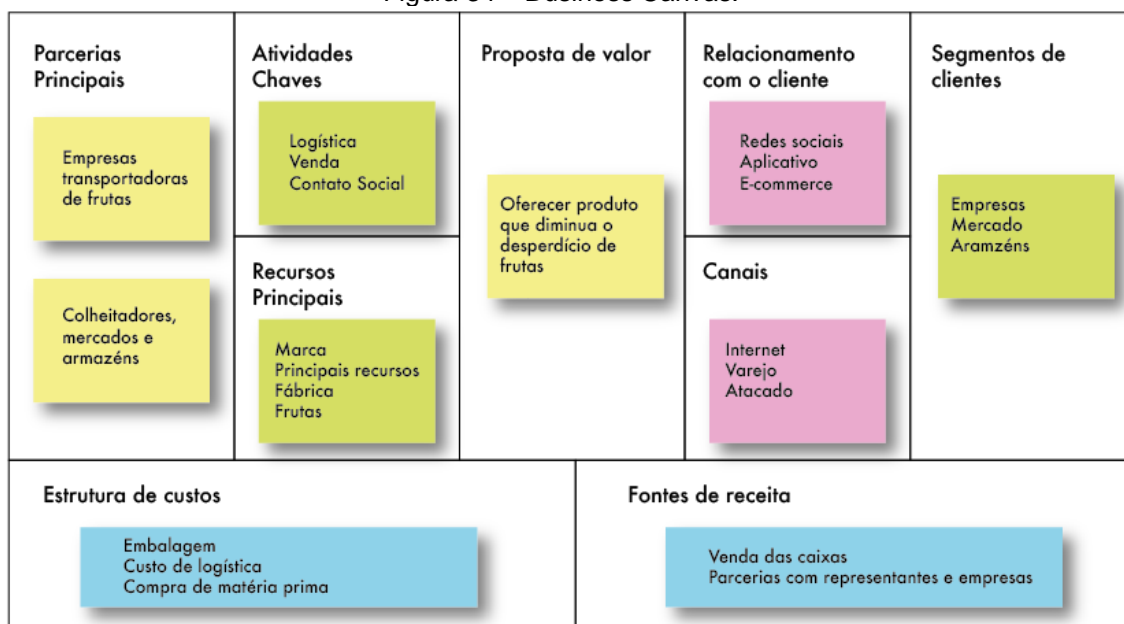 Parcerias
Principais
Empresas
transportadoras
de frutas
Colheitadores,
mercados e
armazéns
Atividades
Chaves
Logística
Venda
Contato Social
Recursos
Principais
Marca
Principais recursos
Fábrica
Frutas
Proposta de valor
Oferecer produto
que diminua o
desperdício de
frutas
Relacionamento
com o cliente
Redes sociais
Aplicativo
E-commerce
Canais
Internet
Varejo
Atacado
Segmentos de
clientes
Empresas
Mercado
Aramzéns
Estrutura de custos
Embalagem
Custo de logística
Compra de matéria prima
Fontes de receita
Venda das caixas
Parcerias com representantes e empresas